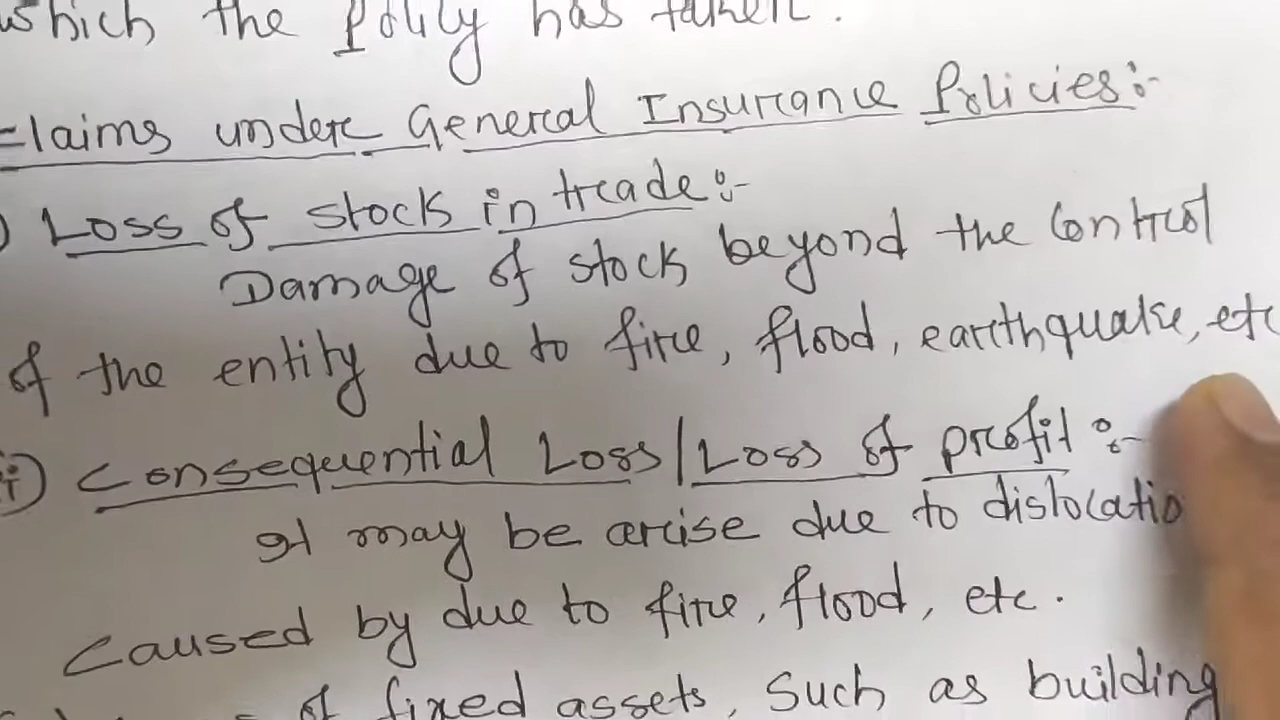 which the Policy has taken.
Claims under General Insurance Policies:-
) Loss of stock in trade:-
Damage of stock beyond the control
of the entity due to fire, flood, earthquake, etc
ii) Consequential Loss/Loss of profit:-
It may be arise due to dislocatio
Caused by due to fire, flood, etc.
of fixed assets, Such as building